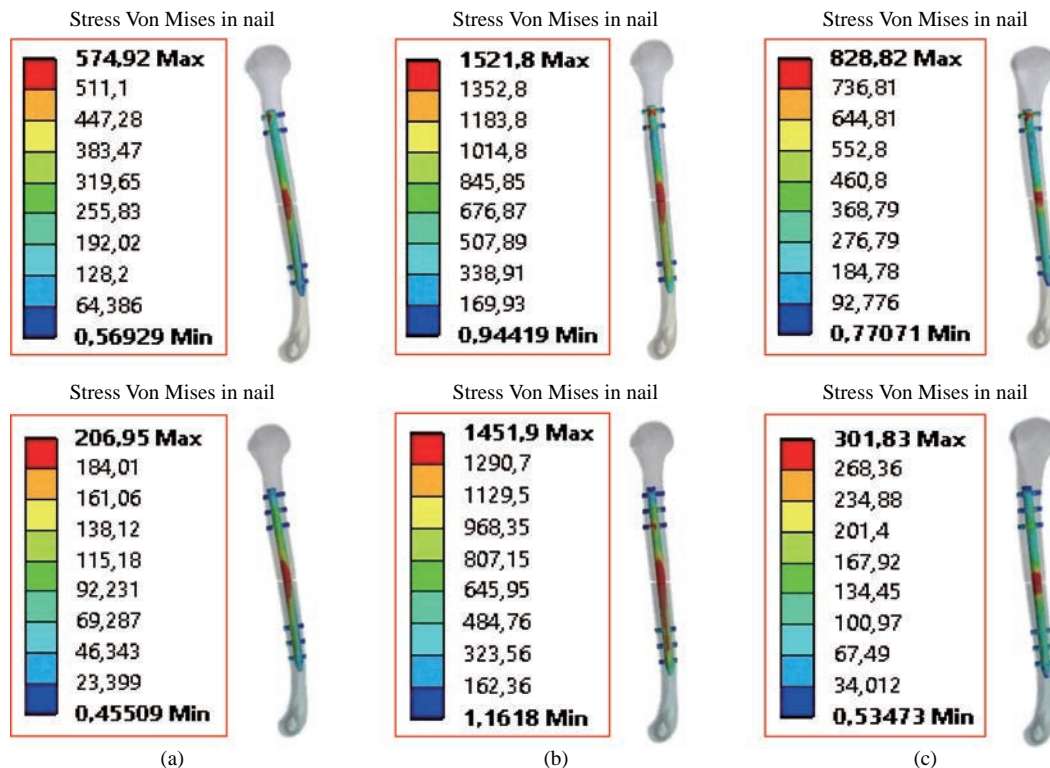 Stress Von Mises in nail
574,92 Max
511,1
447,28
383,47
319,65
255,83
192,02
128,2
64,386
0,56929 Min
Stress Von Mises in nail
1521,8 Max
1352,8
1183,8
1014,8
845,85
676,87
507,89
338,91
169,93
0,94419 Min
Stress Von Mises in nail
828,82 Max
736,81
644,81
552,8
460,8
368,79
276,79
184,78
92,776
0,77071 Min
Stress Von Mises in nail
206,95 Max
184,01
161,06
138,12
115,18
92,231
69,287
46,343
23,399
0,45509 Min
(a)
Stress Von Mises in nail
1451,9 Max
1290,7
1129,5
968,35
807,15
645,95
484,76
323,56
162,36
1,1618 Min
(b)
Stress Von Mises in nail
301,83 Max
268,36
234,88
201,4
167,92
134,45
100,97
67,49
34,012
0,53473 Min
(c)